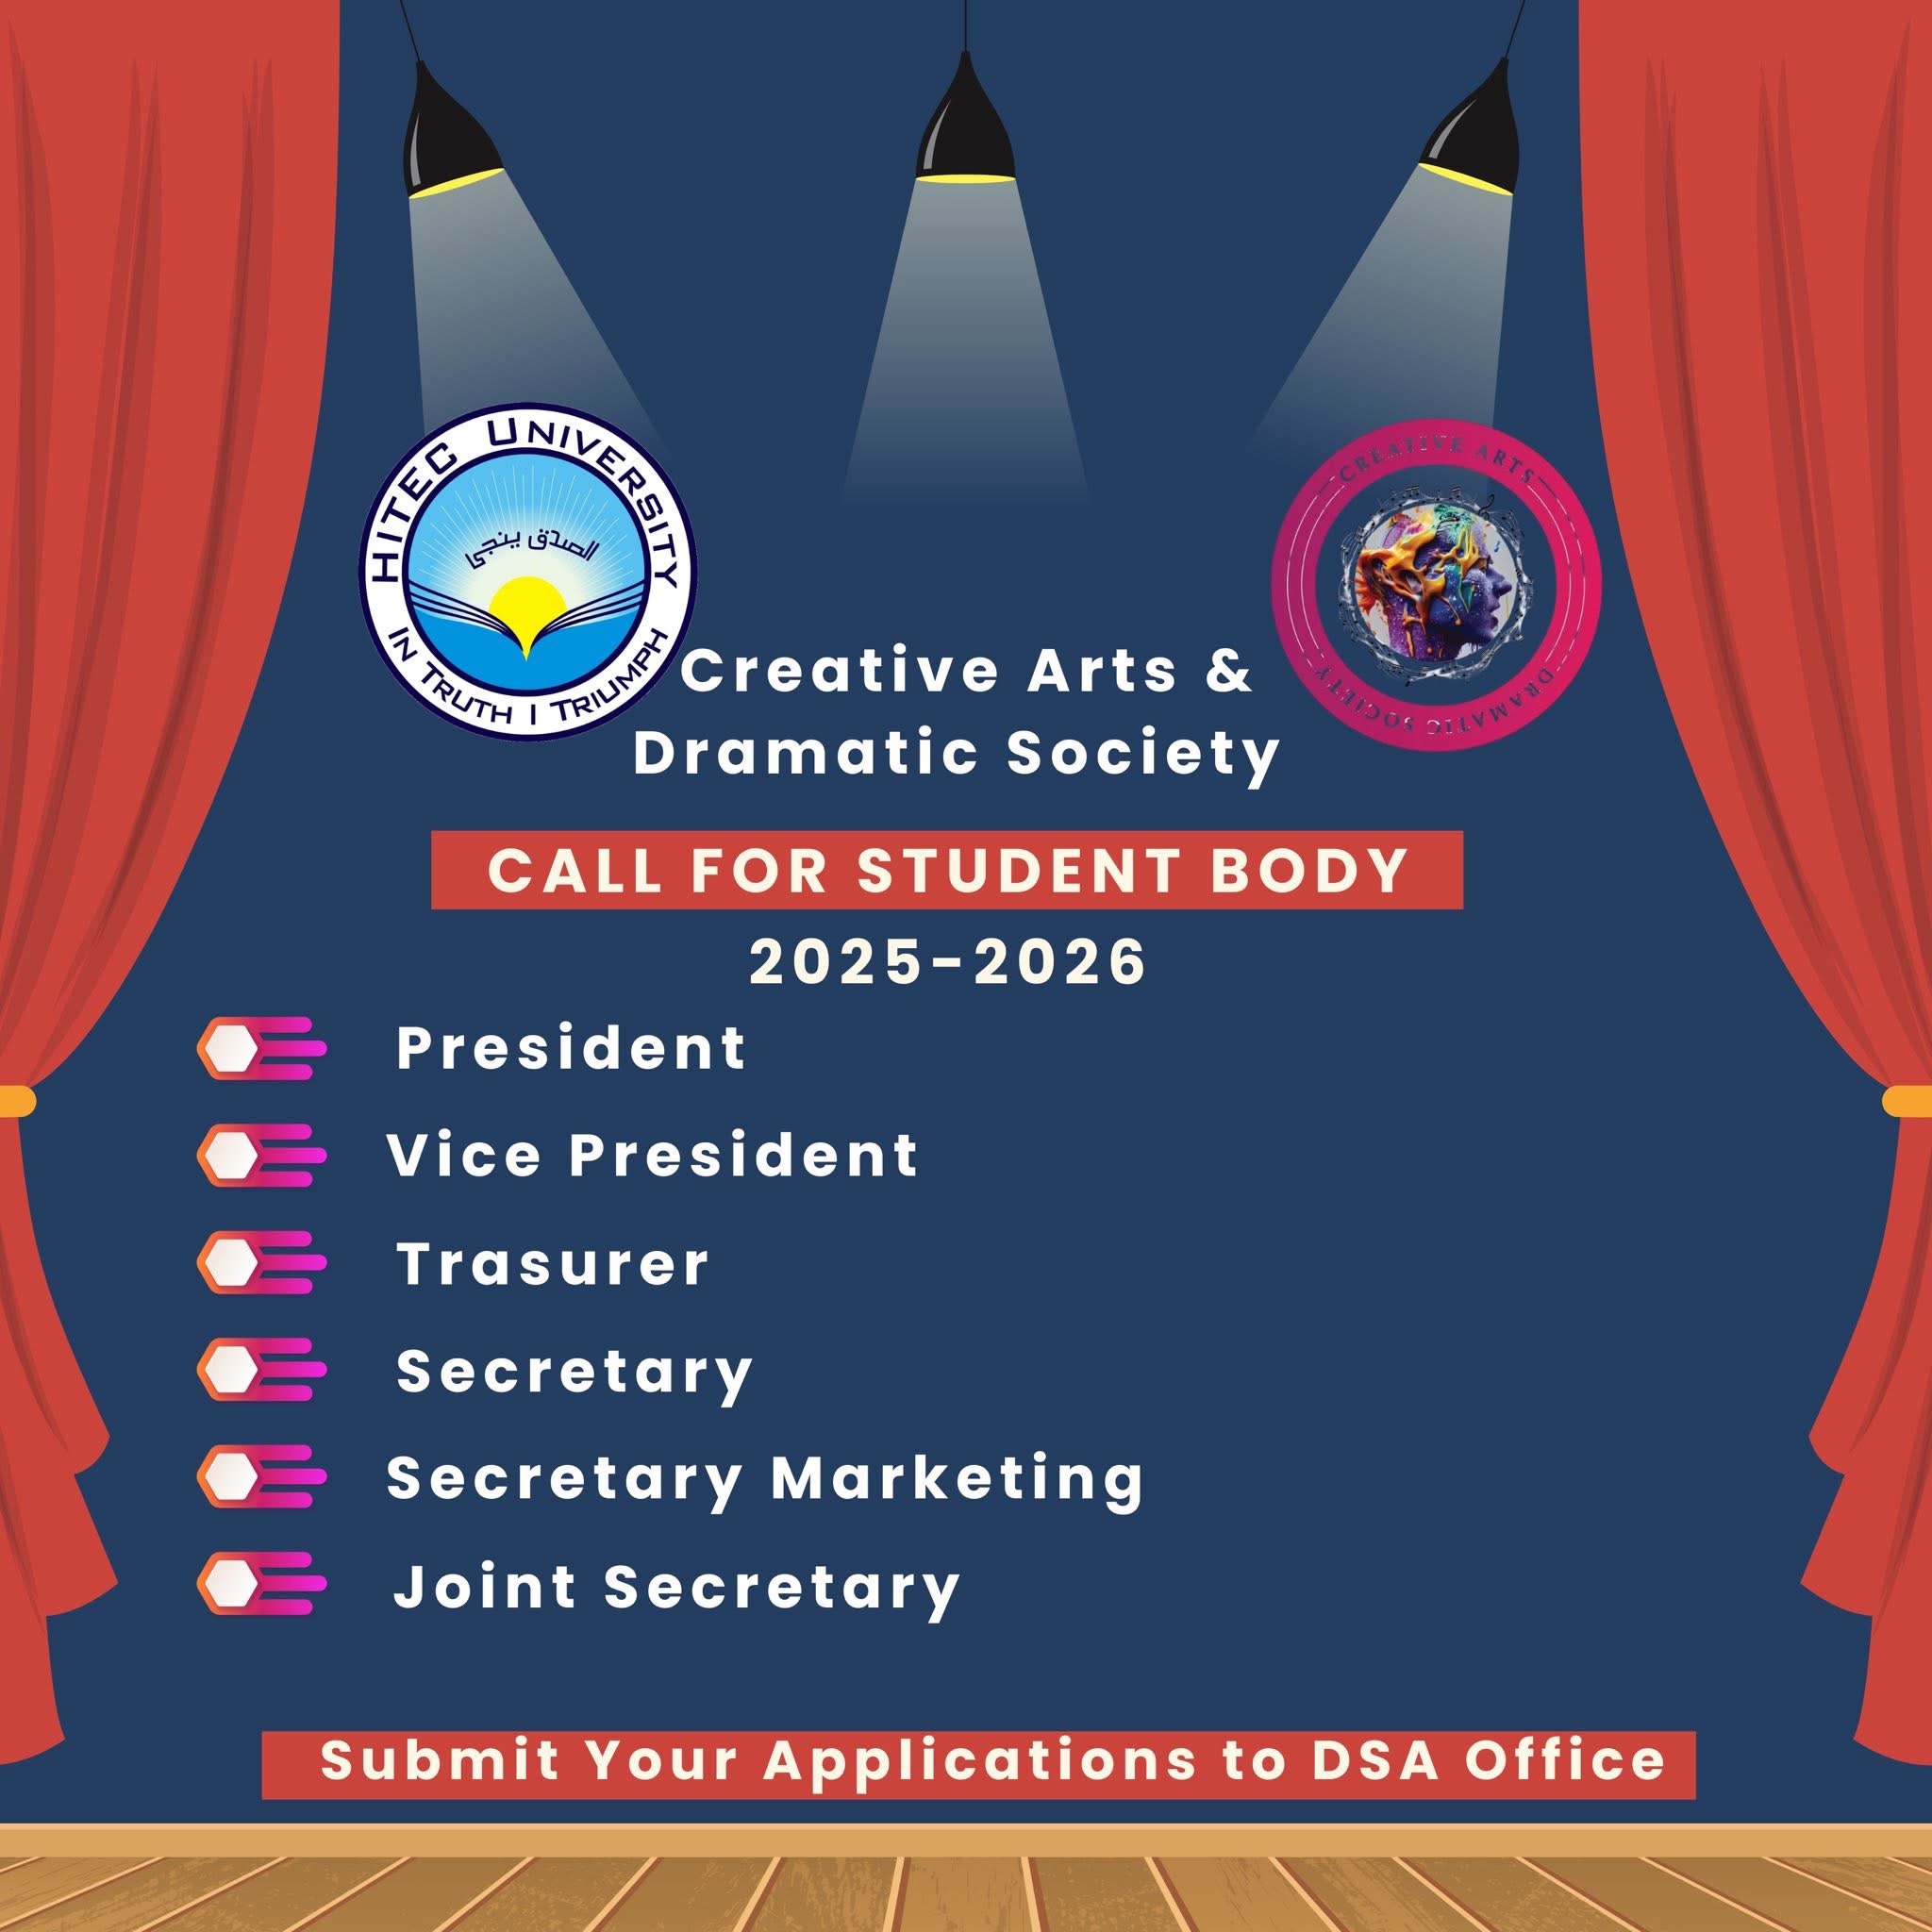 HITEC UNIVERSITY
الصدق ينجى
IN TRUTH | TRIUMPH
CREATIVE ARTS
DRAMATIC SOCIETY
Creative Arts &
Dramatic Society
CALL FOR STUDENT BODY
2025-2026
President
Vice President
Trasurer
Secretary
Secretary Marketing
Joint Secretary
Submit Your Applications to DSA Office